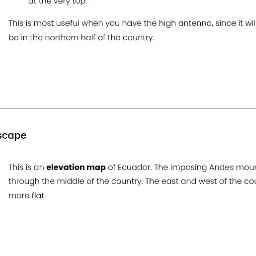 at the very top.
This is most useful when you have the high antenna, since it wil
be in the northern half of the country.
scape
This is an elevation map of Ecuador. The imposing Andes mour
through the middle of the country. The east and west of the cou
more flat.